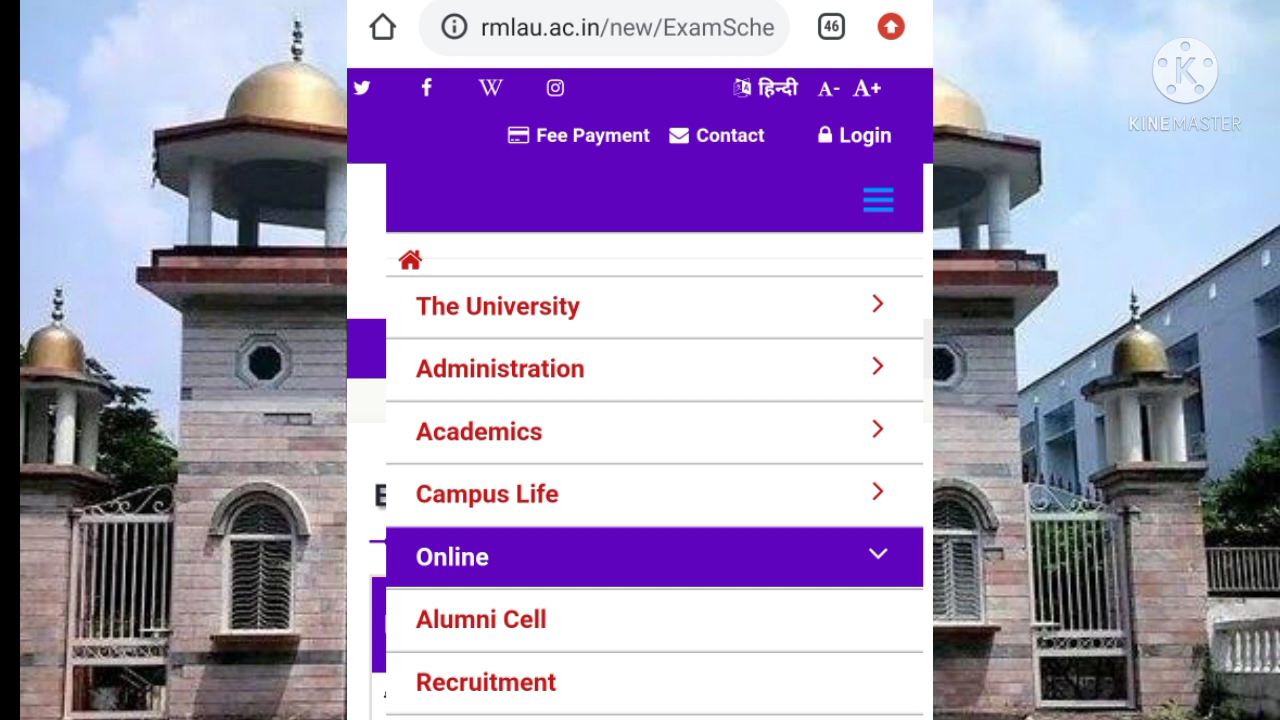 rmlau.ac.in/new/ExamSche
46
हिन्दी A- A+
Fee Payment Contact Login
K
KINEMASTER
The University
Administration
Academics
Campus Life
Online
Alumni Cell
Recruitment